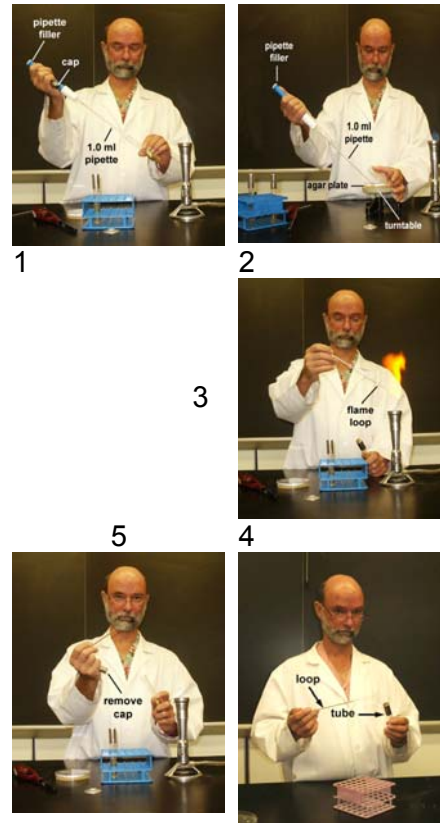 pipette
filler
cap
1.0 ml
pipette
1
pipette
filler
1.0 ml
pipette
agar plate
turntable
2
3
flame
loop
5
4
remove
cap
loop
tube